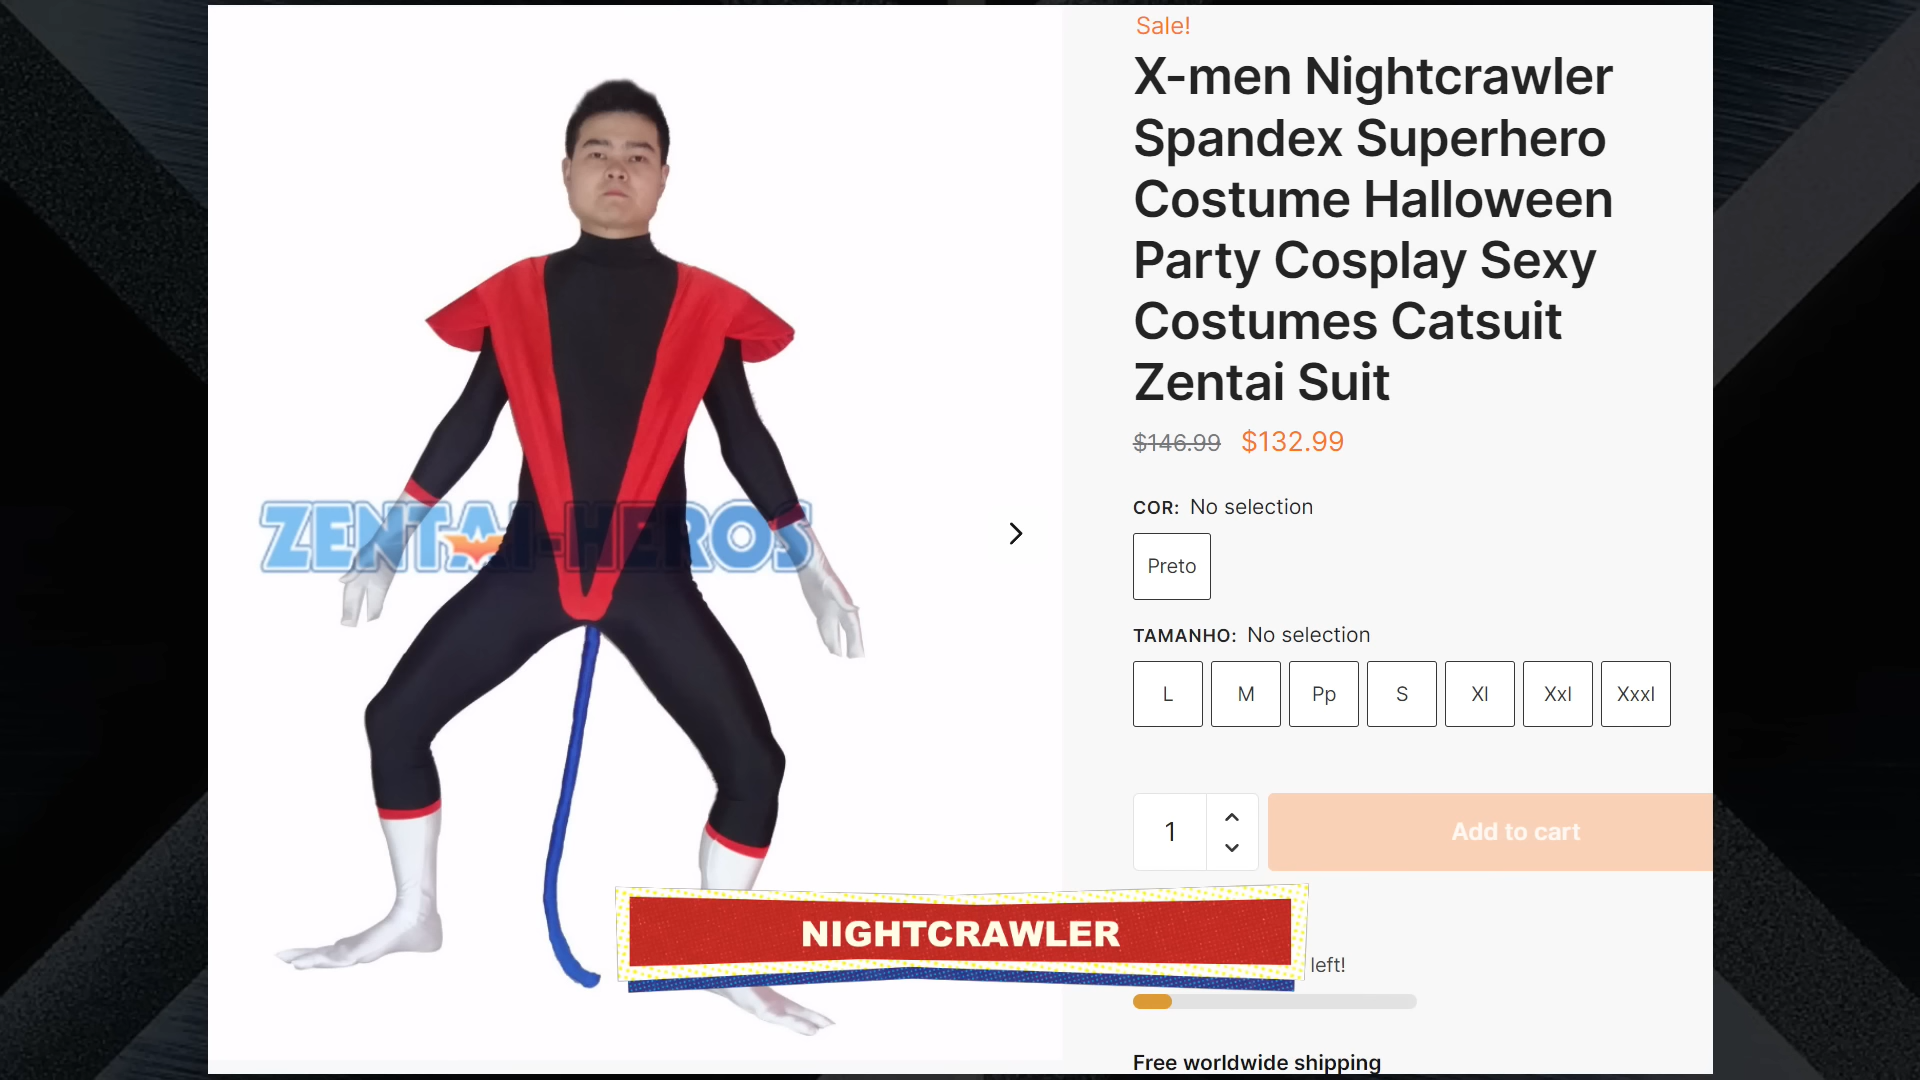 Sale!
X-men Nightcrawler
Spandex Superhero
Costume Halloween
Party Cosplay Sexy
Costumes Catsuit
Zentai Suit
$146.99 $132.99
COR: No selection
Preto
TAMANHO: No selection
L M Pp S Xl Xxl Xxxl
1 Add to cart
ZENTAI-HEROS
NIGHTCRAWLER
left!
Free worldwide shipping